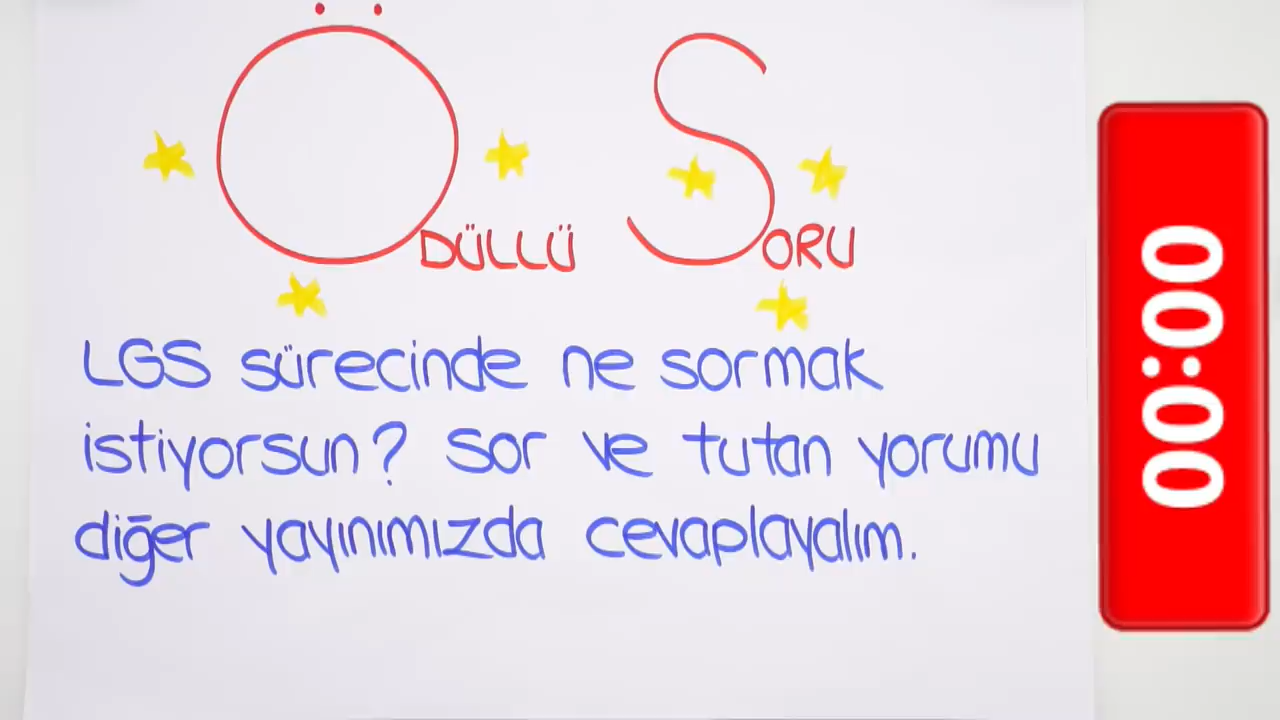 ÖDÜLLÜ SORU
LGS sürecinde ne sormak
istiyorsun? Sor ve tutan yorumu
diğer yayınımızda cevaplayalım.
00:00